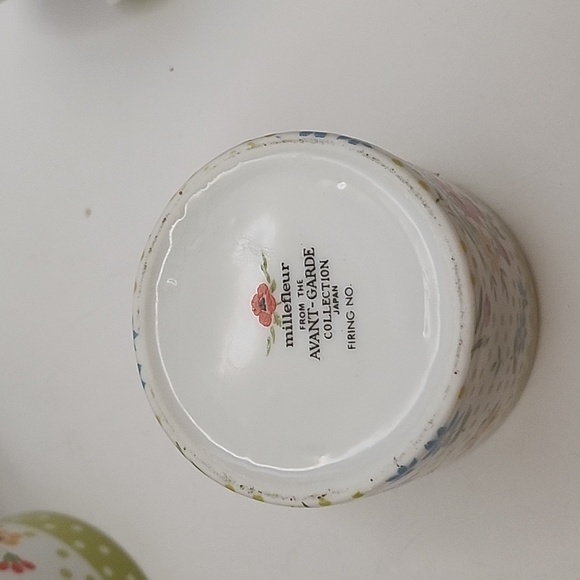 millefleur
FROM THE
AVANT-GARDE
COLLECTION
JAPAN
FIRING NO.